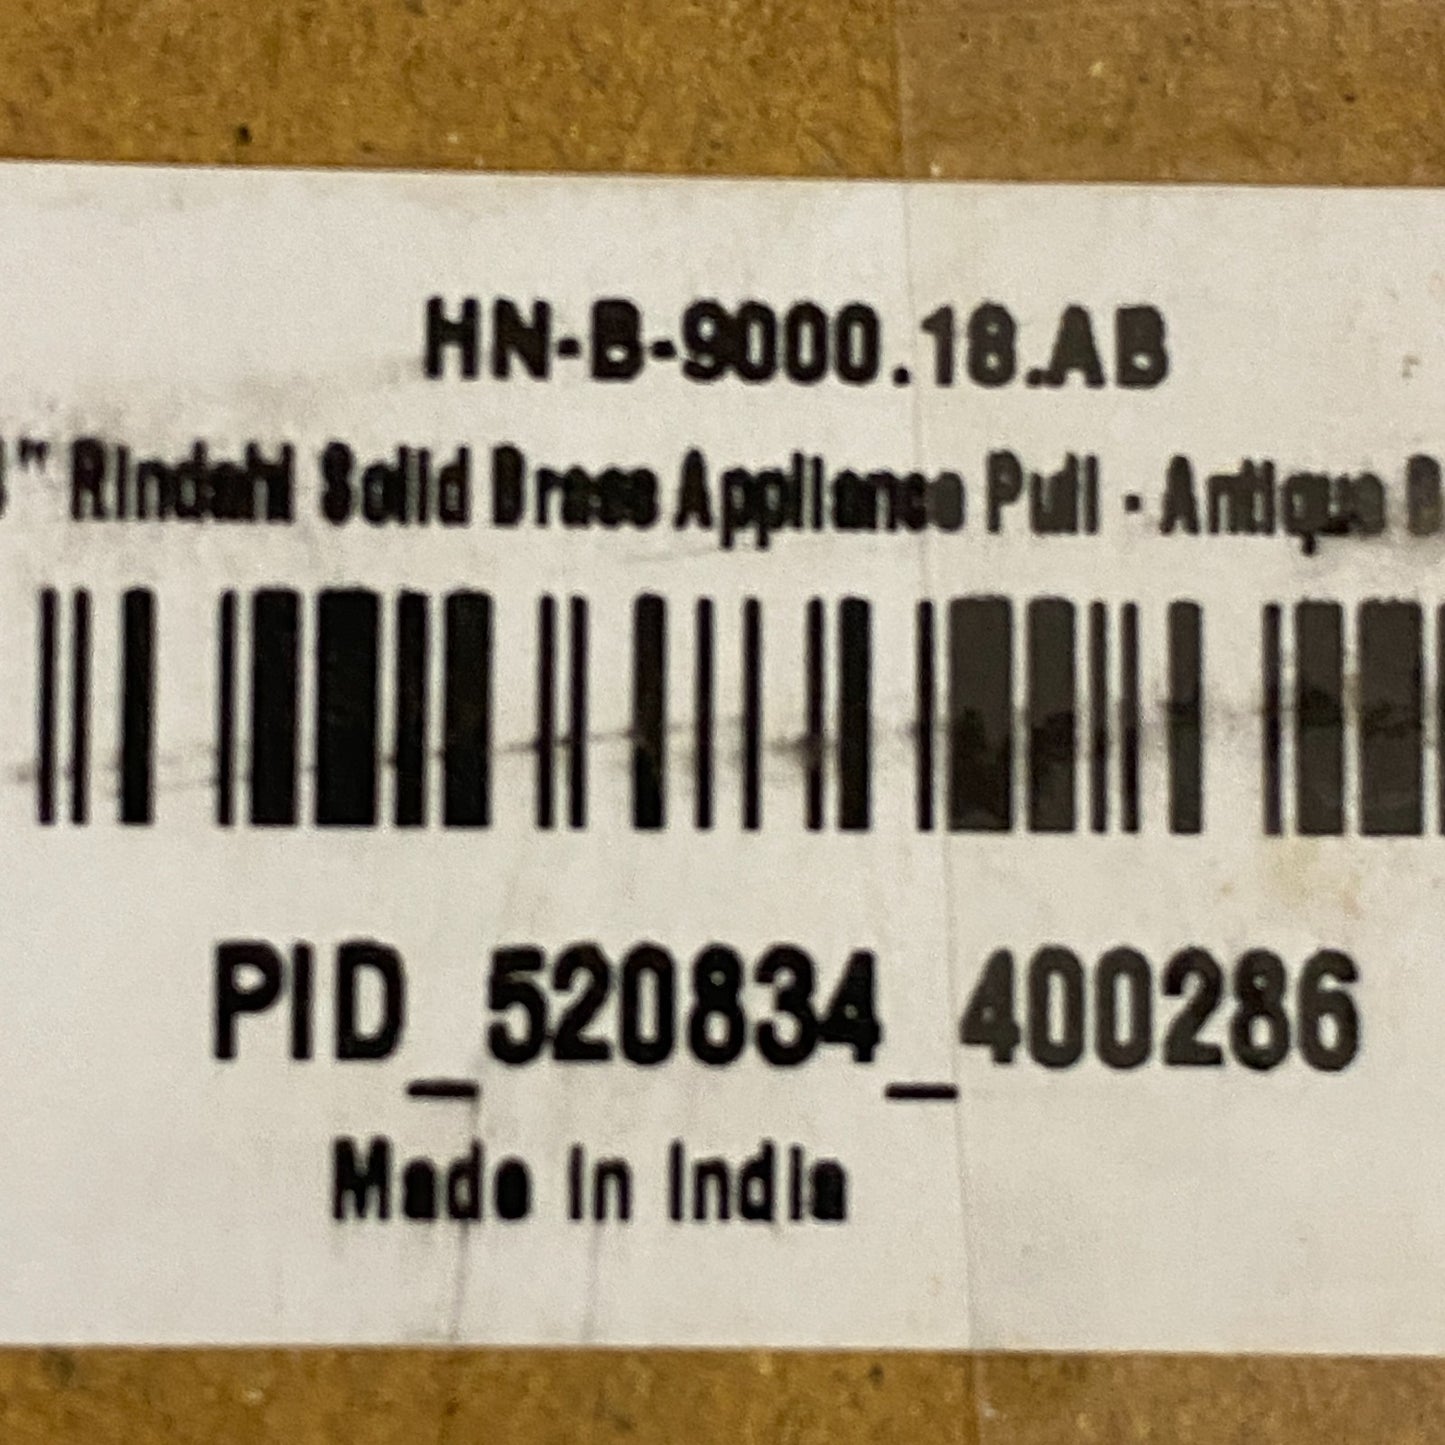 HN-B-9000.18.AB
" Rindahl Solid Brass Appliance Pull - Antique B
PID_520834_400286
Made in India